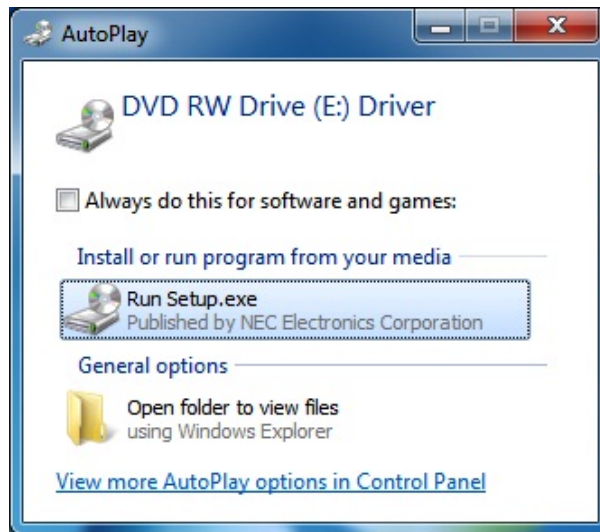 AutoPlay
DVD RW Drive (E:) Driver
Always do this for software and games:
Install or run program from your media
Run Setup.exe
Published by NEC Electronics Corporation
General options
Open folder to view files
using Windows Explorer
View more AutoPlay options in Control Panel